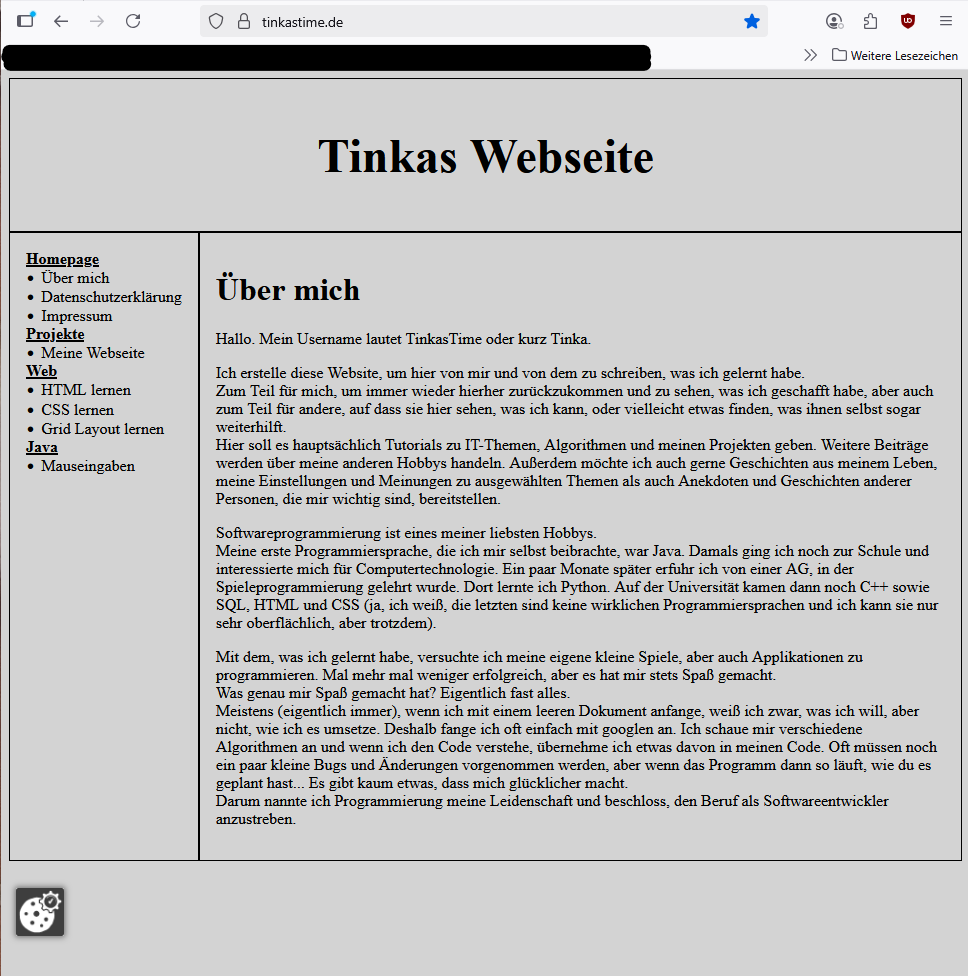 tinkastime.de
Weitere Lesezeichen
Tinkas Webseite
Homepage
Über mich
Datenschutzerklärung
Impressum
Projekte
Meine Webseite
Web
HTML lernen
CSS lernen
Grid Layout lernen
Java
Mauseingaben
Über mich
Hallo. Mein Username lautet TinkasTime oder kurz Tinka.
Ich erstelle diese Website, um hier von mir und von dem zu schreiben, was ich gelernt habe.
Zum Teil für mich, um immer wieder hierher zurückzukommen und zu sehen, was ich geschafft habe, aber auch
zum Teil für andere, auf dass sie hier sehen, was ich kann, oder vielleicht etwas finden, was ihnen selbst sogar
weiterhilft.
Hier soll es hauptsächlich Tutorials zu IT-Themen, Algorithmen und meinen Projekten geben. Weitere Beiträge
werden über meine anderen Hobbys handeln. Außerdem möchte ich auch gerne Geschichten aus meinem Leben,
meine Einstellungen und Meinungen zu ausgewählten Themen als auch Anekdoten und Geschichten anderer
Personen, die mir wichtig sind, bereitstellen.
Softwareprogrammierung ist eines meiner liebsten Hobbys.
Meine erste Programmiersprache, die ich mir selbst beibrachte, war Java. Damals ging ich noch zur Schule und
interessierte mich für Computertechnologie. Ein paar Monate später erfuhr ich von einer AG, in der
Spieleprogrammierung gelehrt wurde. Dort lernte ich Python. Auf der Universität kamen dann noch C++ sowie
SQL, HTML und CSS (ja, ich weiß, die letzten sind keine wirklichen Programmiersprachen und ich kann sie nur
sehr oberflächlich, aber trotzdem).
Mit dem, was ich gelernt habe, versuchte ich meine eigene kleine Spiele, aber auch Applikationen zu
programmieren. Mal mehr mal weniger erfolgreich, aber es hat mir stets Spaß gemacht.
Was genau mir Spaß gemacht hat? Eigentlich fast alles.
Meistens (eigentlich immer), wenn ich mit einem leeren Dokument anfange, weiß ich zwar, was ich will, aber
nicht, wie ich es umsetze. Deshalb fange ich oft einfach mit googlen an. Ich schaue mir verschiedene
Algorithmen an und wenn ich den Code verstehe, übernehme ich etwas davon in meinen Code. Oft müssen noch
ein paar kleine Bugs und Änderungen vorgenommen werden, aber wenn das Programm dann so läuft, wie du es
geplant hast... Es gibt kaum etwas, dass mich glücklicher macht.
Darum nannte ich Programmierung meine Leidenschaft und beschloss, den Beruf als Softwareentwickler
anzustreben.